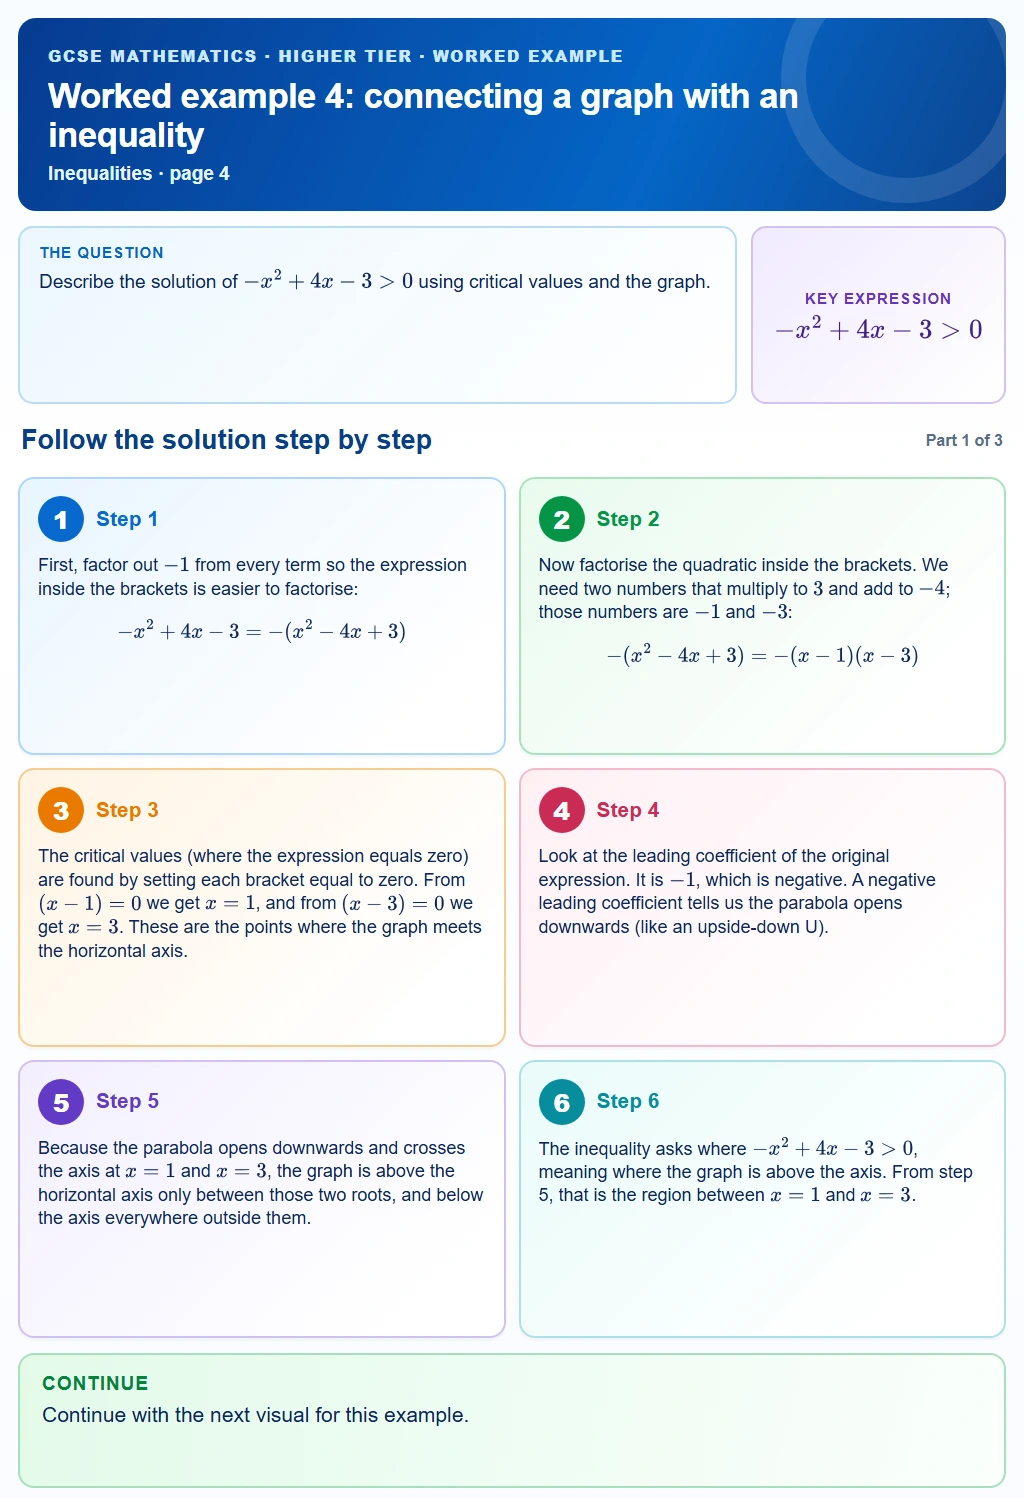 GCSE MATHEMATICS · HIGHER TIER · WORKED EXAMPLE
Worked example 4: connecting a graph with an
inequality
Inequalities · page 4
THE QUESTION
Describe the solution of −x² + 4x − 3 > 0 using critical values and the graph.
KEY EXPRESSION
−x² + 4x − 3 > 0
Follow the solution step by step
Part 1 of 3
1 Step 1
First, factor out −1 from every term so the expression
inside the brackets is easier to factorise:
−x² + 4x − 3 = −(x² − 4x + 3)
2 Step 2
Now factorise the quadratic inside the brackets. We
need two numbers that multiply to 3 and add to −4;
those numbers are −1 and −3:
−(x² − 4x + 3) = −(x − 1)(x − 3)
3 Step 3
The critical values (where the expression equals zero)
are found by setting each bracket equal to zero. From
(x − 1) = 0 we get x = 1, and from (x − 3) = 0 we
get x = 3. These are the points where the graph meets
the horizontal axis.
4 Step 4
Look at the leading coefficient of the original
expression. It is −1, which is negative. A negative
leading coefficient tells us the parabola opens
downwards (like an upside-down U).
5 Step 5
Because the parabola opens downwards and crosses
the axis at x = 1 and x = 3, the graph is above the
horizontal axis only between those two roots, and below
the axis everywhere outside them.
6 Step 6
The inequality asks where −x² + 4x − 3 > 0,
meaning where the graph is above the axis. From step
5, that is the region between x = 1 and x = 3.
CONTINUE
Continue with the next visual for this example.